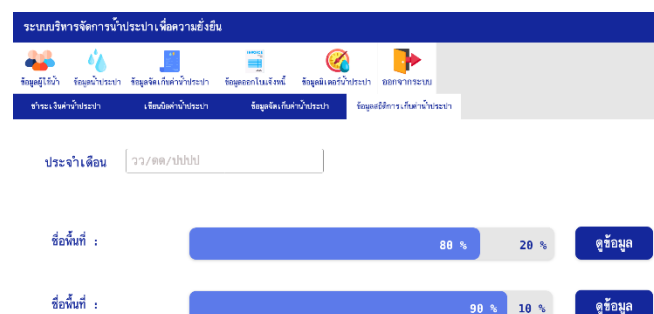 ระบบบริหารจัดการน้ำประปาเพื่อความยั่งยืน
ข้อมูลผู้ใช้น้ำ ข้อมูลน้ำประปา ข้อมูลจัดเก็บค่าน้ำประปา ข้อมูลออกใบแจ้งหนี้ ข้อมูลมิเตอร์น้ำประปา ออกจากระบบ
ชำระเงินค่าน้ำประปา เขียนบิลค่าน้ำประปา ข้อมูลจัดเก็บค่าน้ำประปา ข้อมูลสถิติการเก็บค่าน้ำประปา
ประจำเดือน วว/ดด/ปปปป
ชื่อพื้นที่ : 80 % 20 % ดูข้อมูล
ชื่อพื้นที่ : 90 % 10 % ดูข้อมูล